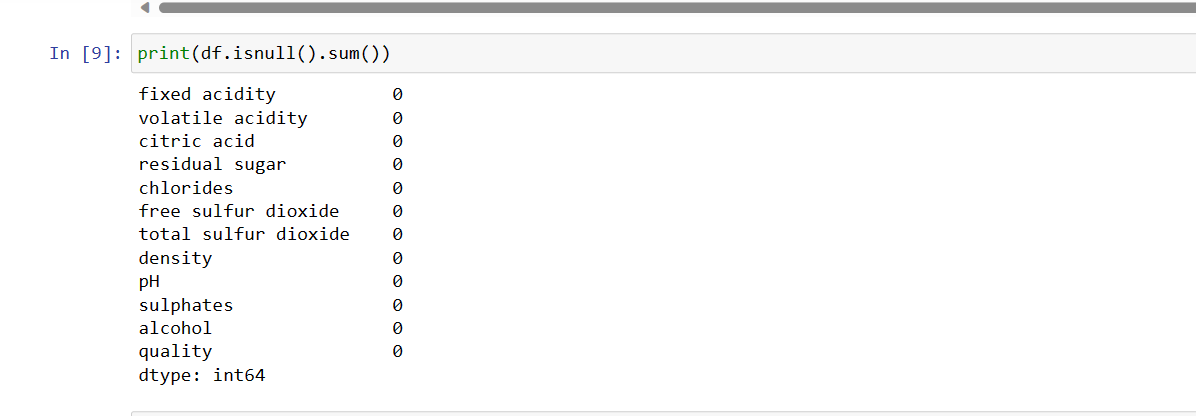 In [9]: print(df.isnull().sum())
fixed acidity 0
volatile acidity 0
citric acid 0
residual sugar 0
chlorides 0
free sulfur dioxide 0
total sulfur dioxide 0
density 0
pH 0
sulphates 0
alcohol 0
quality 0
dtype: int64